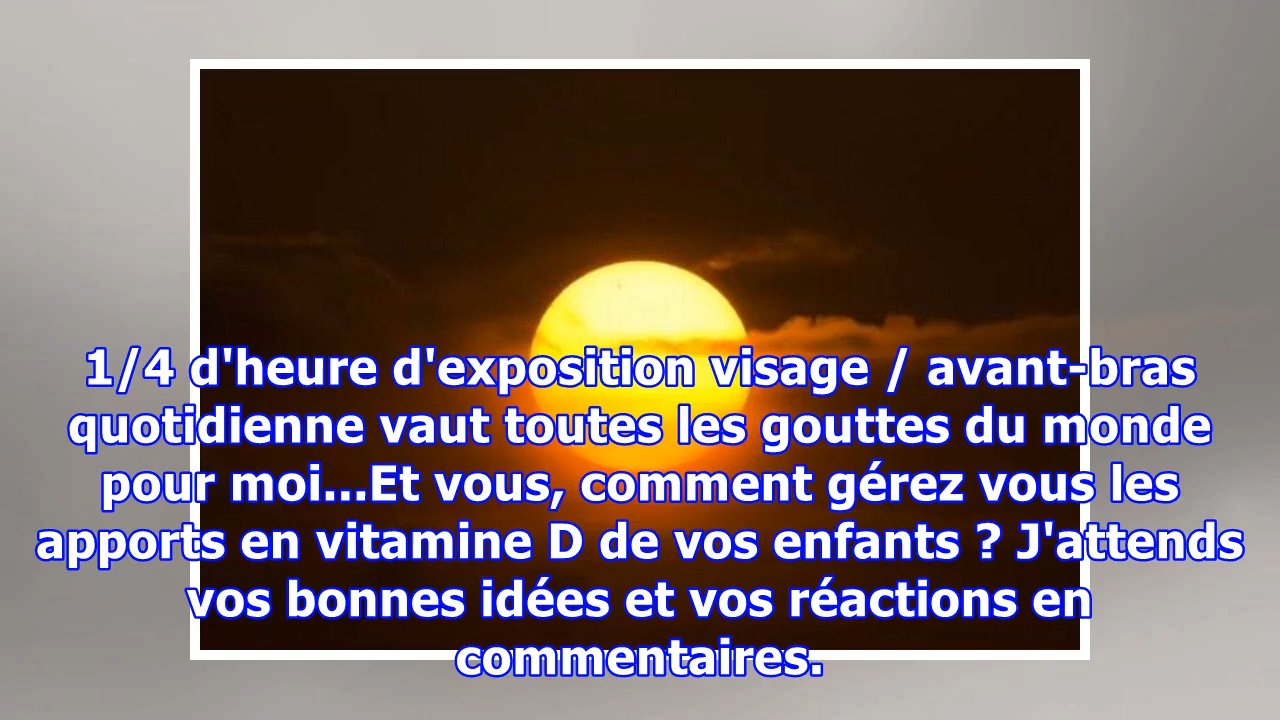 1/4 d'heure d'exposition visage / avant-bras
quotidienne vaut toutes les gouttes du monde
pour moi...Et vous, comment gérez vous les
apports en vitamine D de vos enfants ? J'attends
vos bonnes idées et vos réactions en
commentaires.